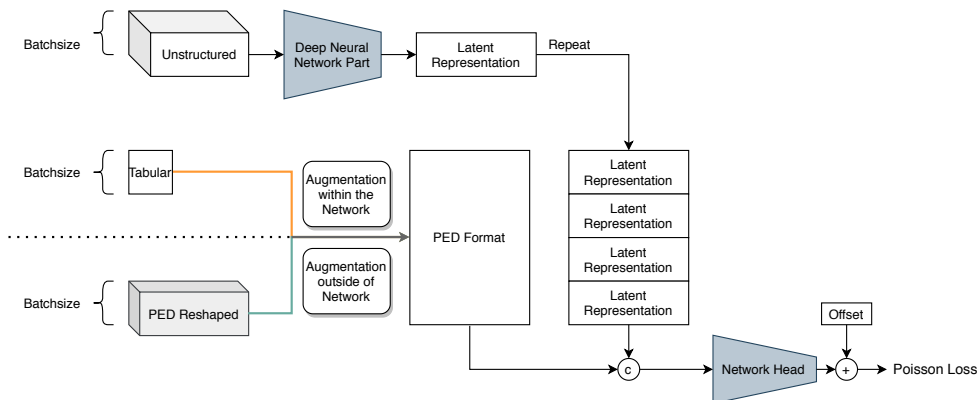 Batchsize
Unstructured
Deep Neural
Network Part
Latent
Representation
Repeat
Batchsize
Tabular
Augmentation
within the
Network
PED Format
Augmentation
outside of
Network
Batchsize
PED Reshaped
Latent
Representation
Latent
Representation
Latent
Representation
Latent
Representation
c
Network Head
Offset
+
Poisson Loss